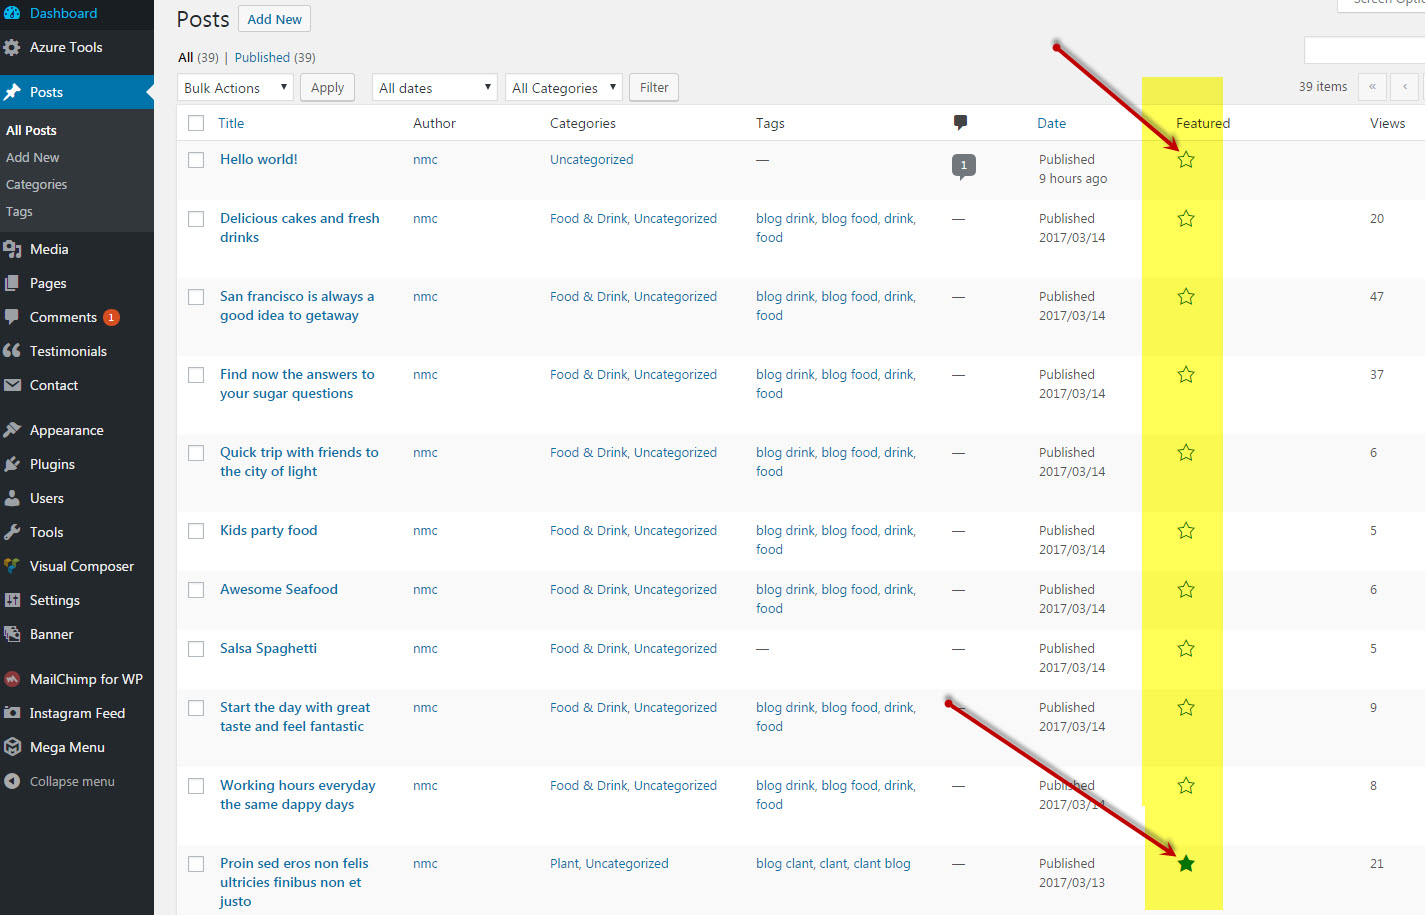 Dashboard
Azure Tools
Posts
All Posts
Add New
Categories
Tags
Media
Pages
Comments 1
Testimonials
Contact
Appearance
Plugins
Users
Tools
Visual Composer
Settings
Banner
MailChimp for WP
Instagram Feed
Mega Menu
Collapse menu
Posts Add New
All (39) | Published (39)
Bulk Actions Apply All dates All Categories Filter 39 items « ‹
Title Author Categories Tags Date Featured Views
Hello world! nmc Uncategorized — 1 Published
9 hours ago
Delicious cakes and fresh nmc Food & Drink, Uncategorized blog drink, blog food, drink, — Published 20
drinks food 2017/03/14
San francisco is always a nmc Food & Drink, Uncategorized blog drink, blog food, drink, — Published 47
good idea to getaway food 2017/03/14
Find now the answers to nmc Food & Drink, Uncategorized blog drink, blog food, drink, — Published 37
your sugar questions food 2017/03/14
Quick trip with friends to nmc Food & Drink, Uncategorized blog drink, blog food, drink, — Published 6
the city of light food 2017/03/14
Kids party food nmc Food & Drink, Uncategorized blog drink, blog food, drink, — Published 5
food 2017/03/14
Awesome Seafood nmc Food & Drink, Uncategorized blog drink, blog food, drink, — Published 6
food 2017/03/14
Salsa Spaghetti nmc Food & Drink, Uncategorized — — Published 5
2017/03/14
Start the day with great nmc Food & Drink, Uncategorized blog drink, blog food, drink, — Published 9
taste and feel fantastic food 2017/03/14
Working hours everyday nmc Food & Drink, Uncategorized blog drink, blog food, drink, — Published 8
the same dappy days food 2017/03/14
Proin sed eros non felis nmc Plant, Uncategorized blog clant, clant, clant blog — Published 21
ultricies finibus non et 2017/03/13
justo